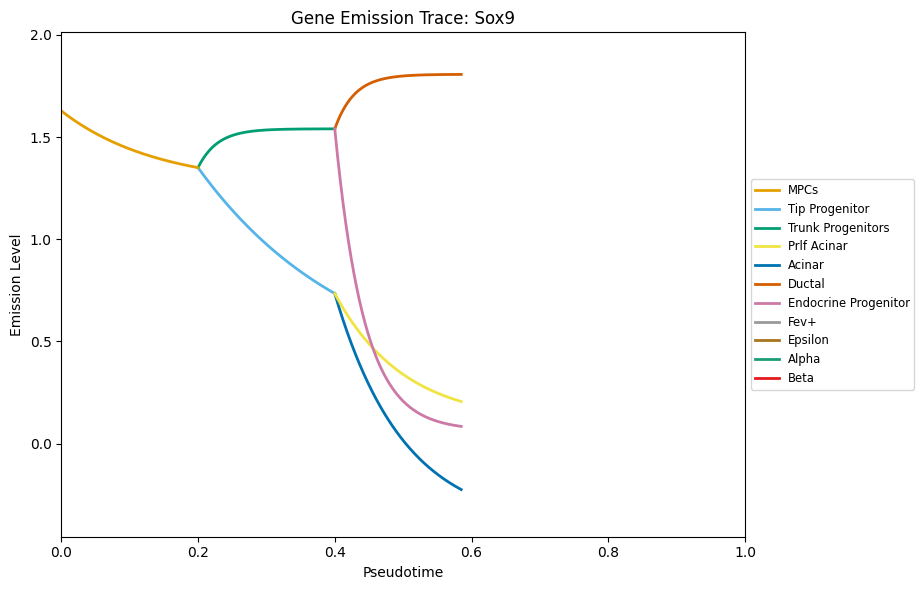 Gene Emission Trace: Sox9
2.0
1.5
1.0
0.5
0.0
Emission Level
0.0 0.2 0.4 0.6 0.8 1.0
Pseudotime
MPCs
Tip Progenitor
Trunk Progenitors
Prlf Acinar
Acinar
Ductal
Endocrine Progenitor
Fev+
Epsilon
Alpha
Beta